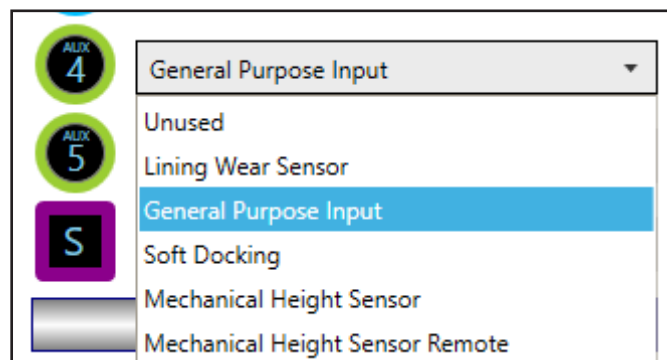 AUX
4
General Purpose Input
Unused
AUX
5
Lining Wear Sensor
General Purpose Input
S
Soft Docking
Mechanical Height Sensor
Mechanical Height Sensor Remote